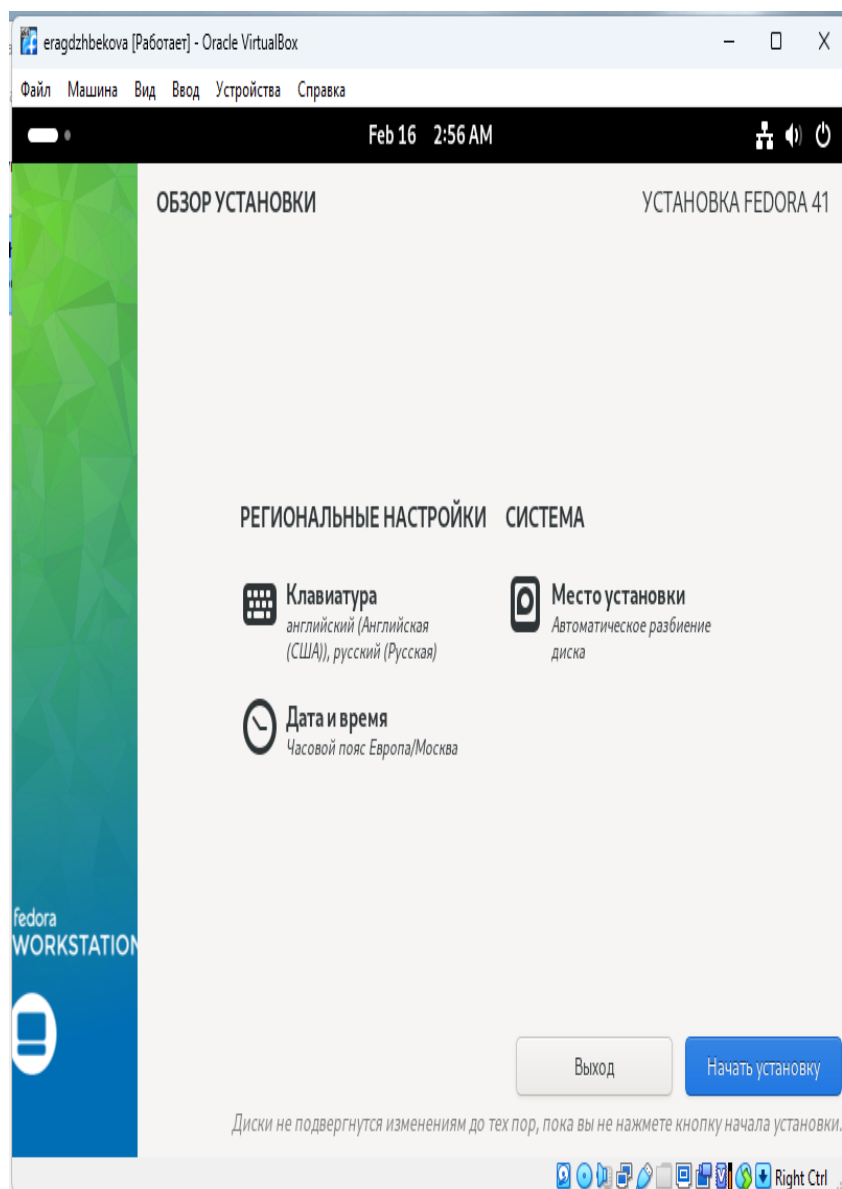 eragdzhbekova [Работает] - Oracle VirtualBox
Файл Машина Вид Ввод Устройства Справка
Feb 16 2:56 AM
ОБЗОР УСТАНОВКИ
УСТАНОВКА FEDORA 41
РЕГИОНАЛЬНЫЕ НАСТРОЙКИ
СИСТЕМА
Клавиатура
английский (Английская
(США)), русский (Русская)
Место установки
Автоматическое разбиение
диска
Дата и время
Часовой пояс Европа/Москва
fedora
WORKSTATION
Выход
Начать установку
Диски не подвергнутся изменениям до тех пор, пока вы не нажмете кнопку начала установки.
Right Ctrl